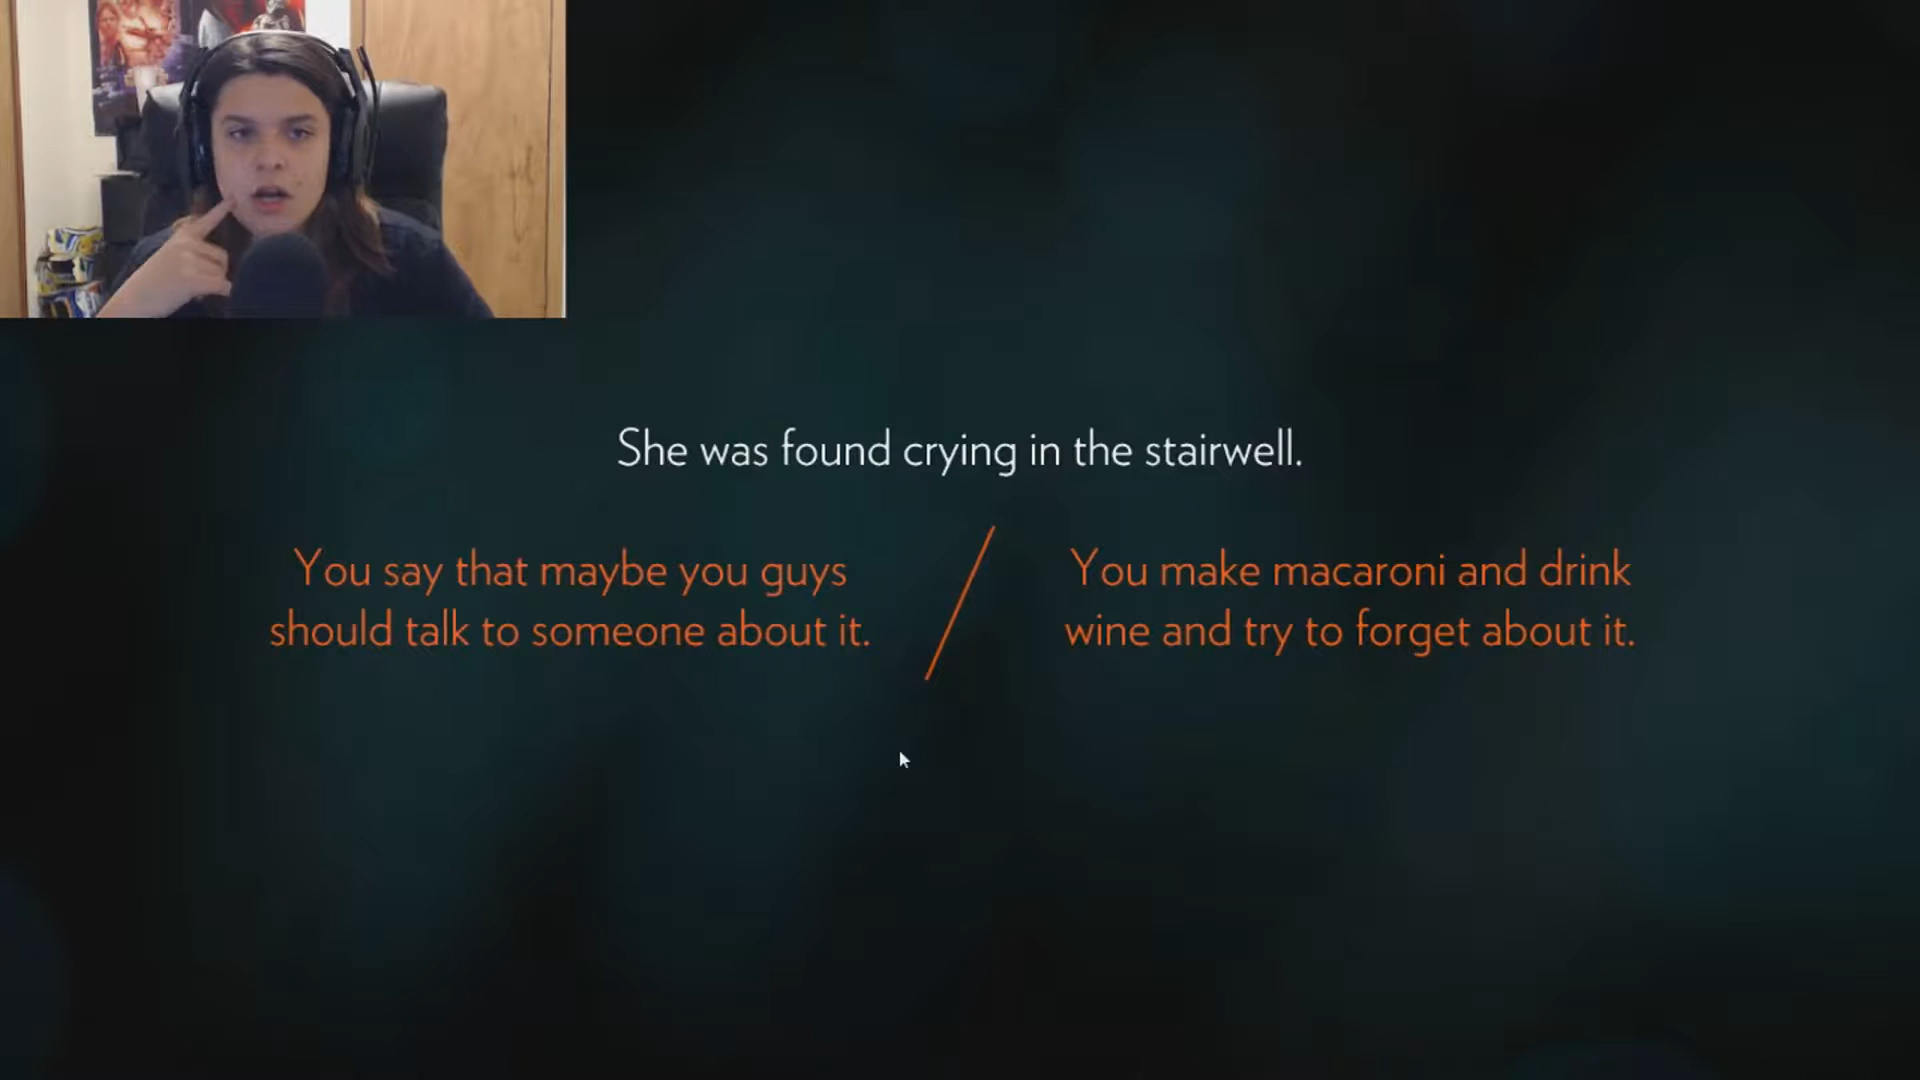 She was found crying in the stairwell.
You say that maybe you guys
should talk to someone about it.
You make macaroni and drink
wine and try to forget about it.